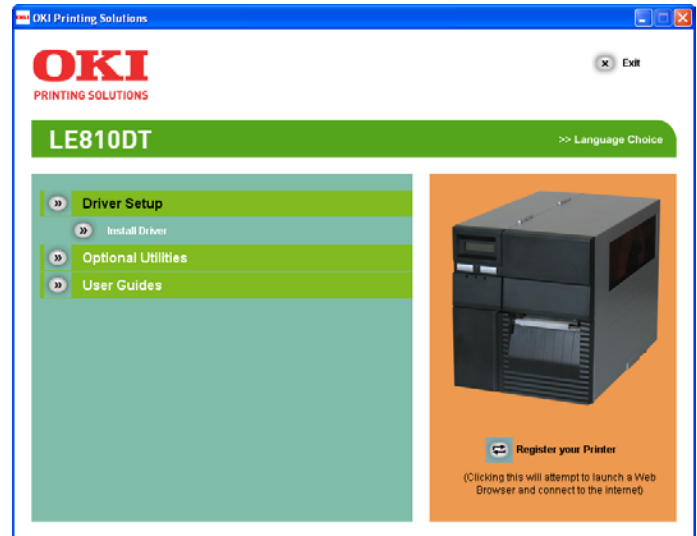 OKI Printing Solutions
OKI
PRINTING SOLUTIONS
Exit
LE810DT
>> Language Choice
Driver Setup
Install Driver
Optional Utilities
User Guides
Register your Printer
(Clicking this will attempt to launch a Web
Browser and connect to the internet)